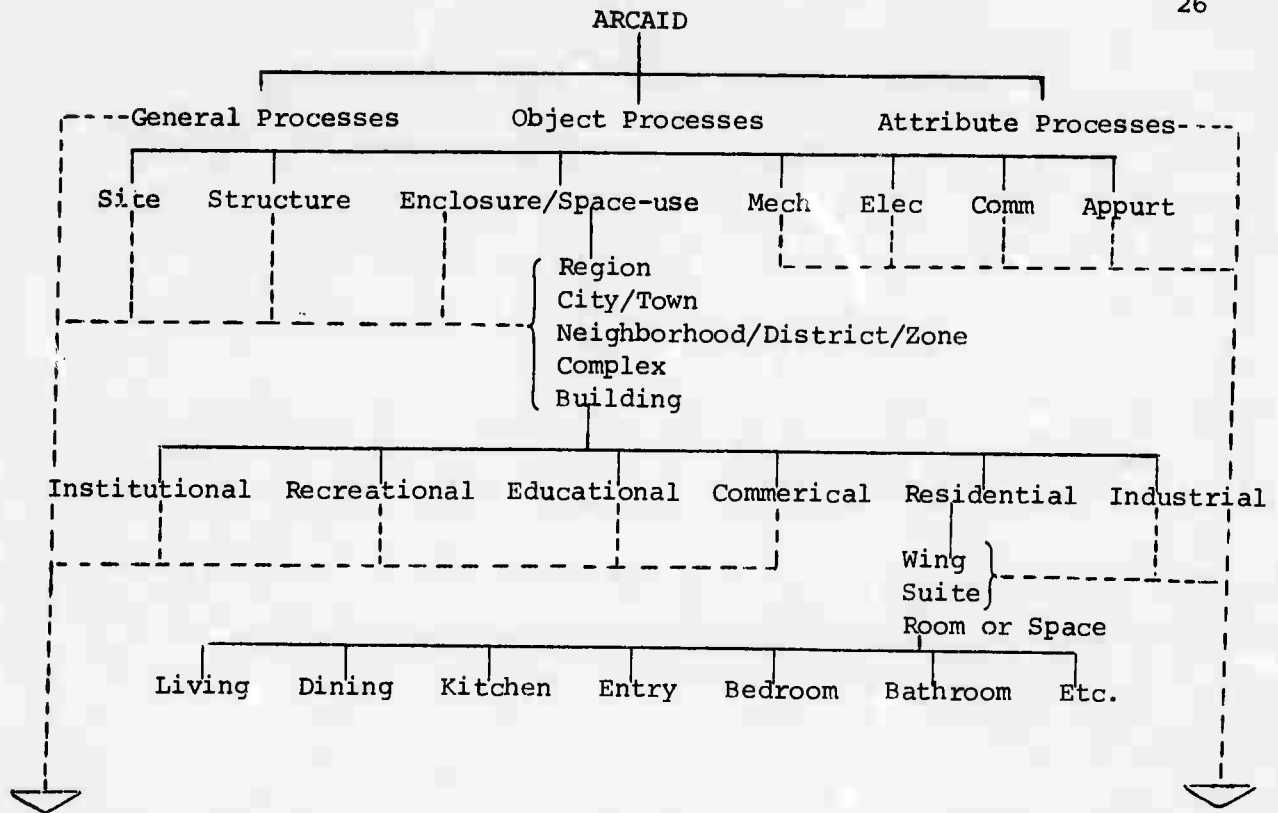 26
ARCAID
General Processes Object Processes Attribute Processes
Site Structure Enclosure/Space-use Mech Elec Comm Appurt
Region
City/Town
Neighborhood/District/Zone
Complex
Building
Institutional Recreational Educational Commerical Residential Industrial
Wing
Suite
Room or Space
Living Dining Kitchen Entry Bedroom Bathroom Etc.